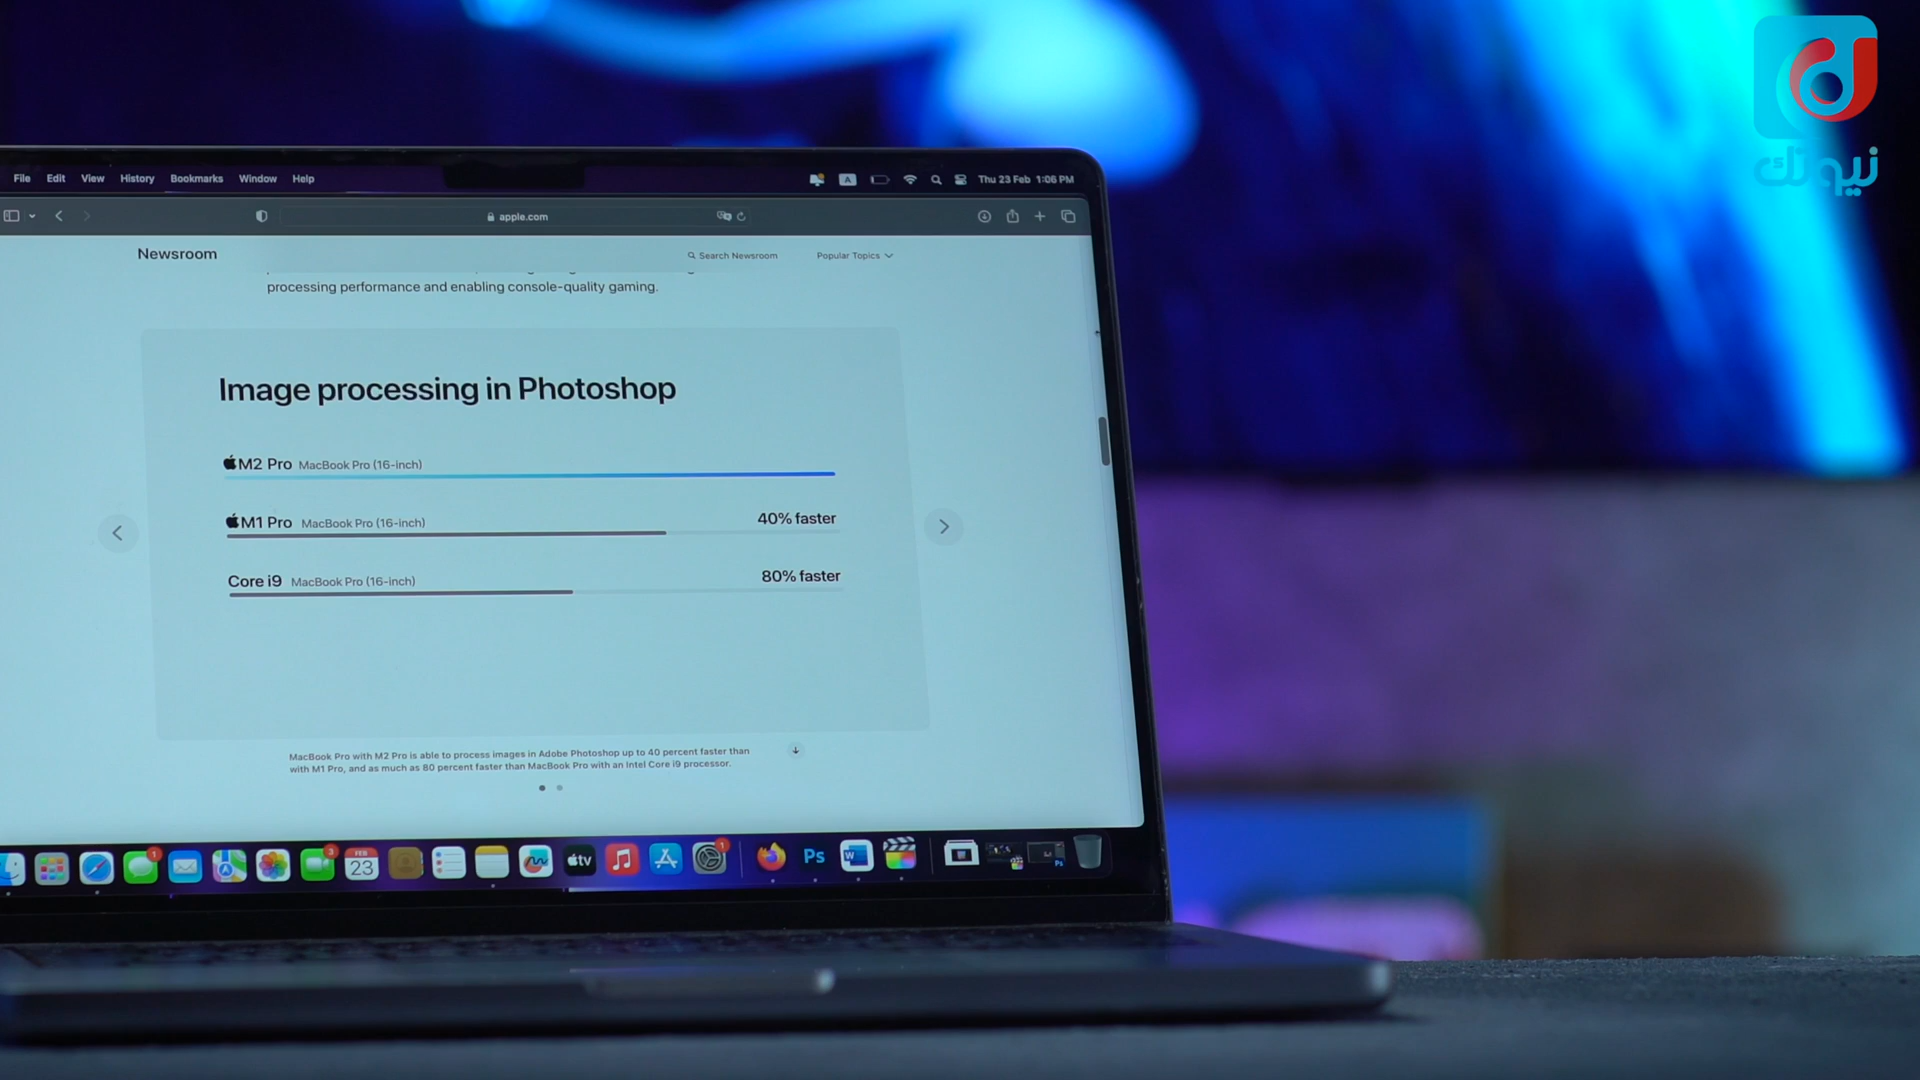 نيوتك
File Edit View History Bookmarks Window Help
A Thu 23 Feb 1:06 PM
apple.com
Newsroom
Search Newsroom
Popular Topics
processing performance and enabling console-quality gaming.
Image processing in Photoshop
M2 Pro MacBook Pro (16-inch)
M1 Pro MacBook Pro (16-inch) 40% faster
Core i9 MacBook Pro (16-inch) 80% faster
MacBook Pro with M2 Pro is able to process images in Adobe Photoshop up to 40 percent faster than
with M1 Pro, and as much as 80 percent faster than MacBook Pro with an Intel Core i9 processor.
1 3 FEB 23 tv 1 Ps W Ps